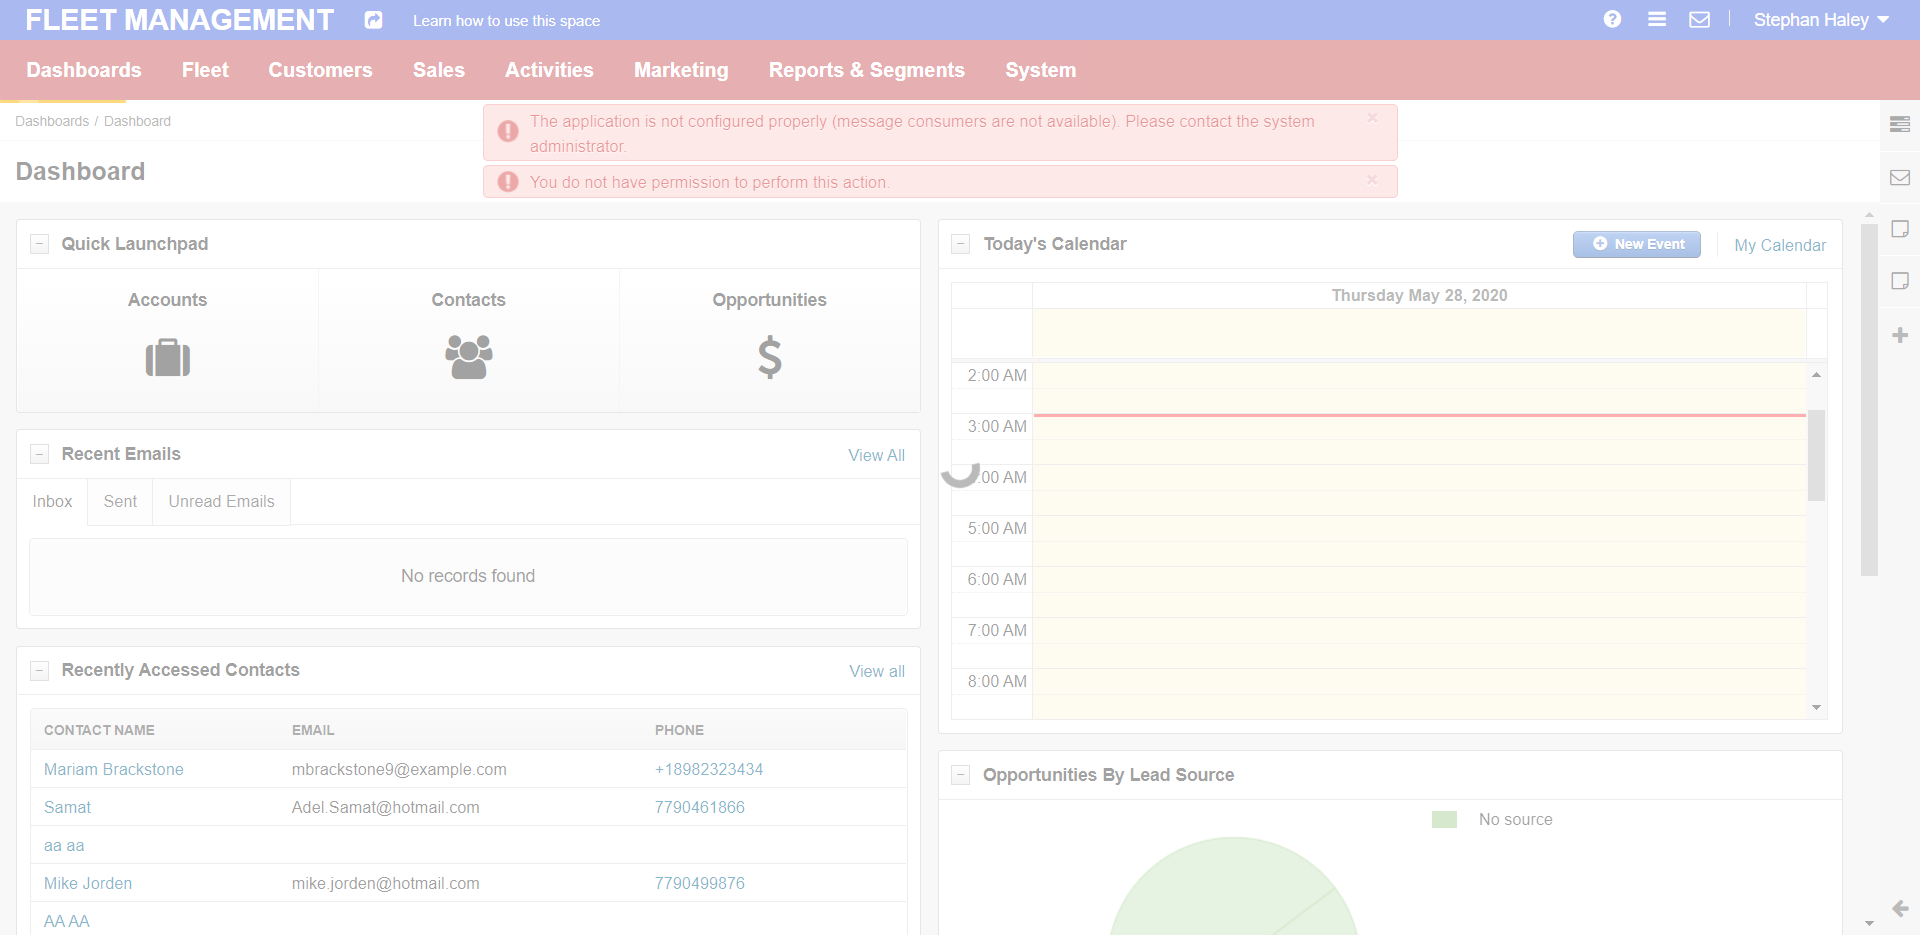 FLEET MANAGEMENT
Learn how to use this space
Stephan Haley
Dashboards Fleet Customers Sales Activities Marketing Reports & Segments System
Dashboards / Dashboard
The application is not configured properly (message consumers are not available). Please contact the system
administrator.
You do not have permission to perform this action.
Dashboard
Quick Launchpad
Accounts
Contacts
Opportunities
Recent Emails
View All
Inbox
Sent
Unread Emails
No records found
Recently Accessed Contacts
View all
CONTACT NAME EMAIL PHONE
Mariam Brackstone mbrackstone9@example.com +18982323434
Samat Adel.Samat@hotmail.com 7790461866
aa aa
Mike Jorden mike.jorden@hotmail.com 7790499876
AA AA
Today's Calendar
New Event
My Calendar
Thursday May 28, 2020
2:00 AM
3:00 AM
:00 AM
5:00 AM
6:00 AM
7:00 AM
8:00 AM
Opportunities By Lead Source
No source